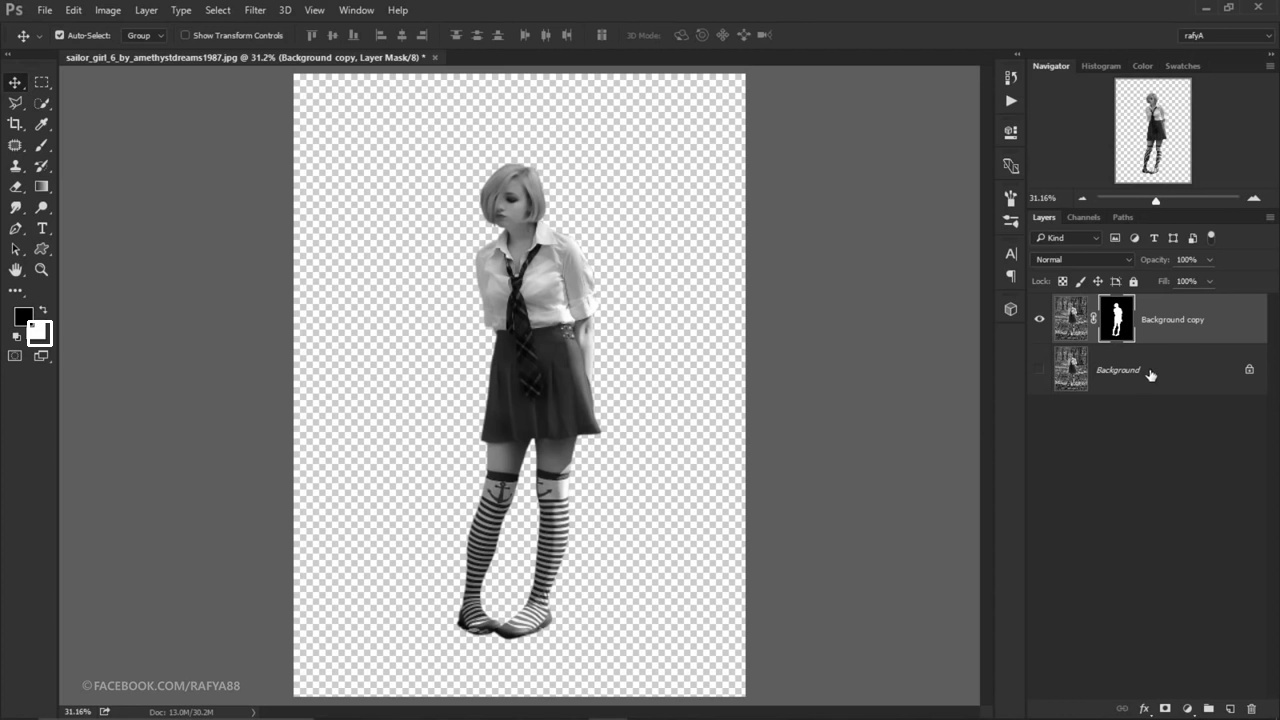 Ps File Edit Image Layer Type Select Filter 3D View Window Help
Auto-Select: Group Show Transform Controls 3D Mode: rafyA
sailor_girl_6_by_amethystdreams1987.jpg @ 31.2% (Background copy, Layer Mask/8) *
Navigator Histogram Color Swatches
31.16%
Layers Channels Paths
Kind
Normal Opacity: 100%
Lock: Fill: 100%
Background copy
Background
©FACEBOOK.COM/RAFYA88
31.16% Doc: 13.0M/30.2M